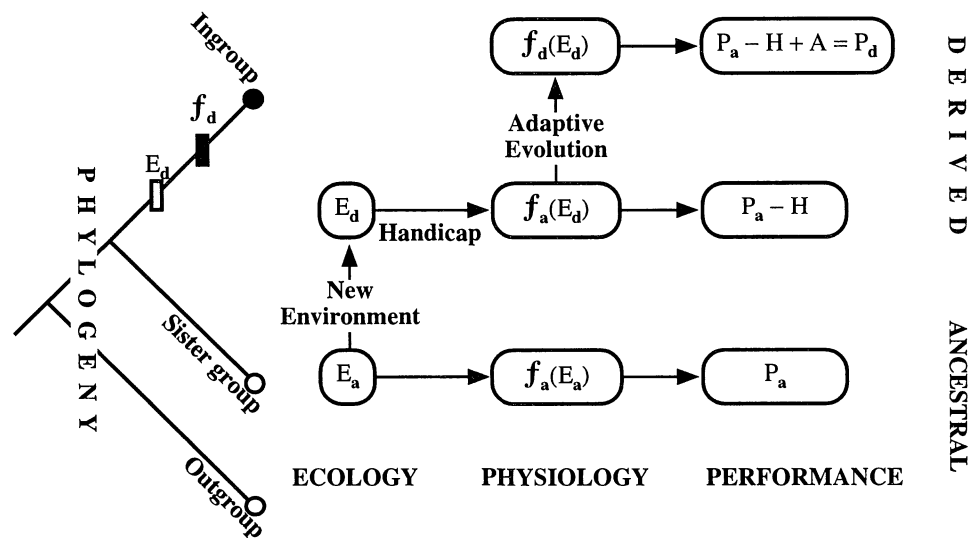 Ingroup
f_d
E_d
PHYLOGENY
Sister group
Outgroup
f_d(E_d)
P_a – H + A = P_d
Adaptive
Evolution
E_d
Handicap
f_a(E_d)
P_a – H
New
Environment
E_a
f_a(E_a)
P_a
ECOLOGY
PHYSIOLOGY
PERFORMANCE
DERIVED
ANCESTRAL